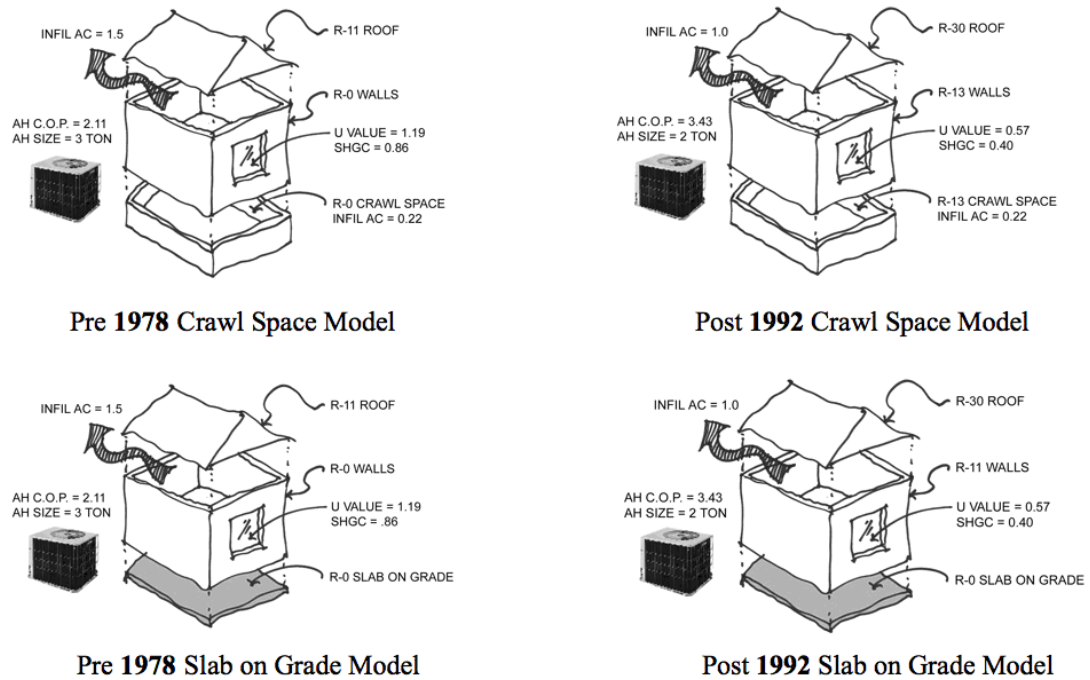 INFIL AC = 1.5
R-11 ROOF
R-0 WALLS
AH C.O.P. = 2.11
AH SIZE = 3 TON
U VALUE = 1.19
SHGC = 0.86
R-0 CRAWL SPACE
INFIL AC = 0.22
Pre 1978 Crawl Space Model
INFIL AC = 1.0
R-30 ROOF
R-13 WALLS
AH C.O.P. = 3.43
AH SIZE = 2 TON
U VALUE = 0.57
SHGC = 0.40
R-13 CRAWL SPACE
INFIL AC = 0.22
Post 1992 Crawl Space Model
INFIL AC = 1.5
R-11 ROOF
R-0 WALLS
AH C.O.P. = 2.11
AH SIZE = 3 TON
U VALUE = 1.19
SHGC = .86
R-0 SLAB ON GRADE
Pre 1978 Slab on Grade Model
INFIL AC = 1.0
R-30 ROOF
R-11 WALLS
AH C.O.P. = 3.43
AH SIZE = 2 TON
U VALUE = 0.57
SHGC = 0.40
R-0 SLAB ON GRADE
Post 1992 Slab on Grade Model